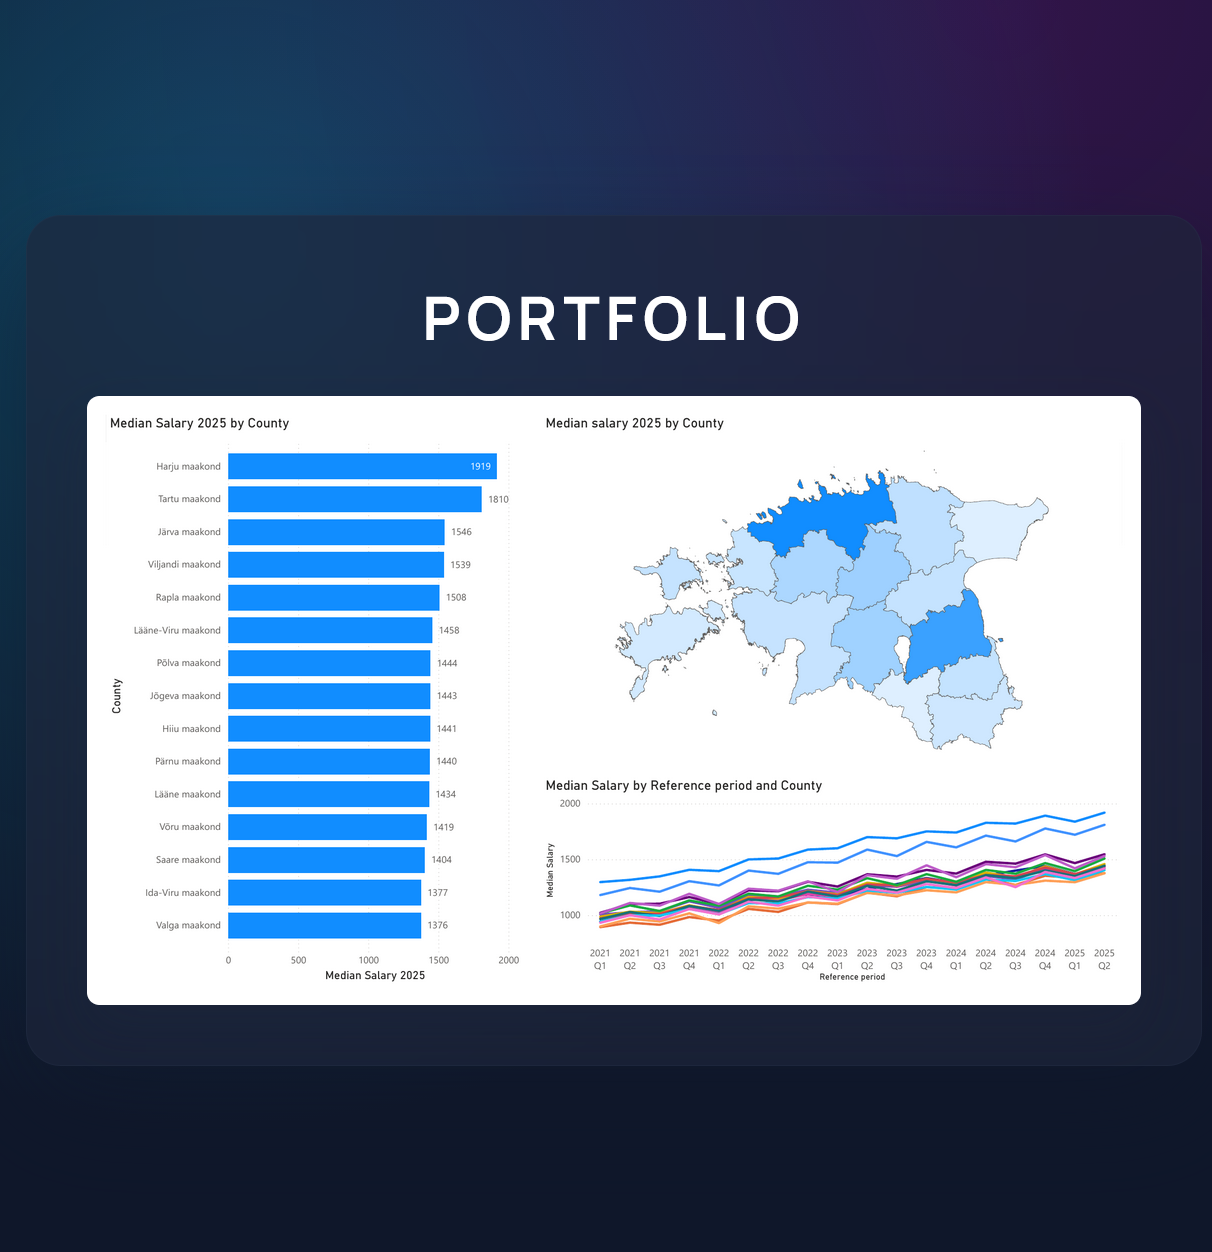 PORTFOLIO
Median Salary 2025 by County
County
Harju maakond 1919
Tartu maakond 1810
Järva maakond 1546
Viljandi maakond 1539
Rapla maakond 1508
Lääne-Viru maakond 1458
Põlva maakond 1444
Jõgeva maakond 1443
Hiiu maakond 1441
Pärnu maakond 1440
Lääne maakond 1434
Võru maakond 1419
Saare maakond 1404
Ida-Viru maakond 1377
Valga maakond 1376
0 500 1000 1500 2000
Median Salary 2025
Median salary 2025 by County
Median Salary by Reference period and County
Median Salary
2000
1500
1000
2021 2021 2021 2021 2022 2022 2022 2022 2023 2023 2023 2023 2024 2024 2024 2024 2025 2025
Q1 Q2 Q3 Q4 Q1 Q2 Q3 Q4 Q1 Q2 Q3 Q4 Q1 Q2 Q3 Q4 Q1 Q2
Reference period